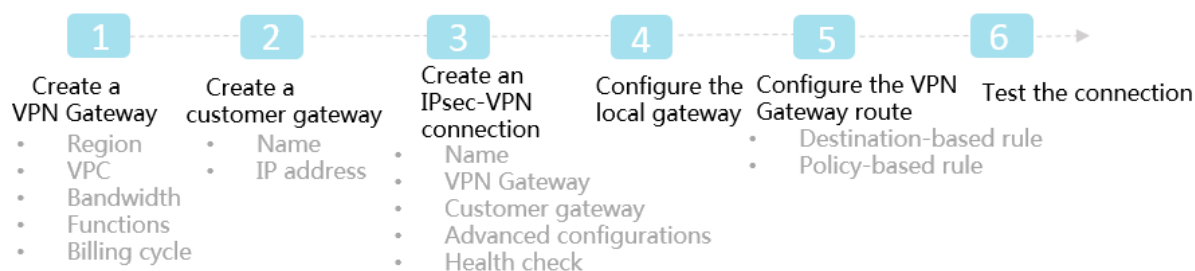 1
Create a
VPN Gateway
• Region
• VPC
• Bandwidth
• Functions
• Billing cycle
2
Create a
customer gateway
• Name
• IP address
3
Create an
IPsec-VPN
connection
• Name
• VPN Gateway
• Customer gateway
• Advanced configurations
• Health check
4
Configure the
local gateway
5
Configure the VPN
Gateway route
• Destination-based rule
• Policy-based rule
6
Test the connection